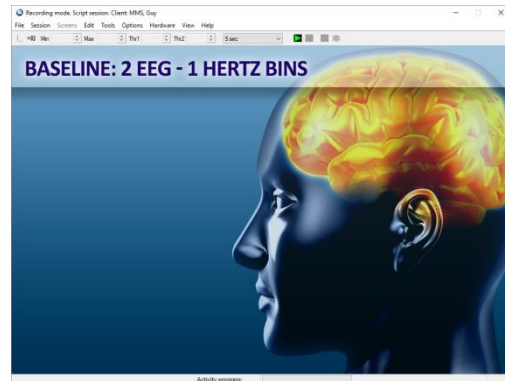 Recording mode. Script session. Client: MMS, Guy
File Session Screens Edit Tools Options Hardware View Help
Min Max Thr1 Thr2 5 sec
BASELINE: 2 EEG - 1 HERTZ BINS
Activity progress: